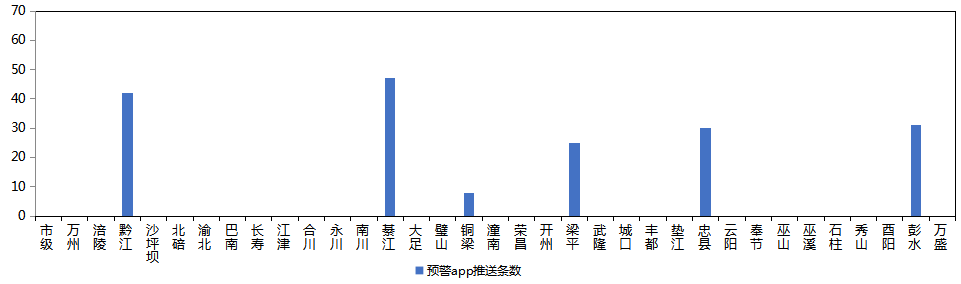 70
60
50
40
30
20
10
0
市级
万州
涪陵
黔江
沙坪坝
北碚
渝北
巴南
长寿
江津
合川
永川
南川
綦江
大足
璧山
铜梁
潼南
荣昌
开州
梁平
武隆
城口
丰都
垫江
忠县
云阳
奉节
巫山
巫溪
石柱
秀山
酉阳
彭水
万盛
预警app推送条数